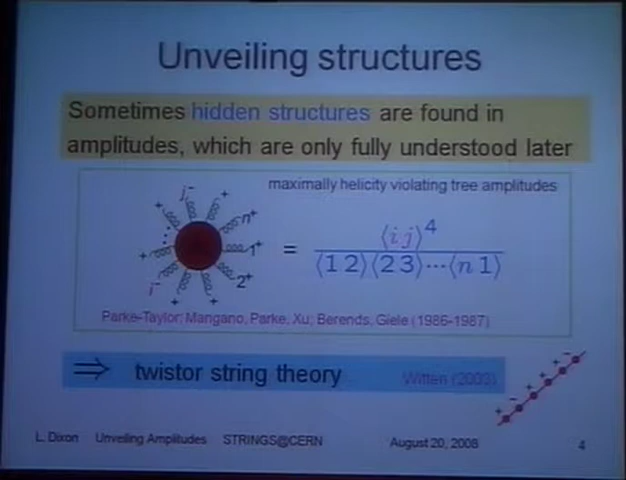 Unveiling structures
Sometimes hidden structures are found in
amplitudes, which are only fully understood later
maximally helicity violating tree amplitudes
j⁻ + + n⁺ 1⁺ 2⁺ + + i⁻ + +
= ⟨i j⟩⁴
⟨1 2⟩⟨2 3⟩···⟨n 1⟩
Parke-Taylor; Mangano, Parke, Xu; Berends, Giele (1986-1987)
⇒ twistor string theory Witten (2003)
+ − + + + + −
L. Dixon Unveiling Amplitudes STRINGS@CERN August 20, 2008 4